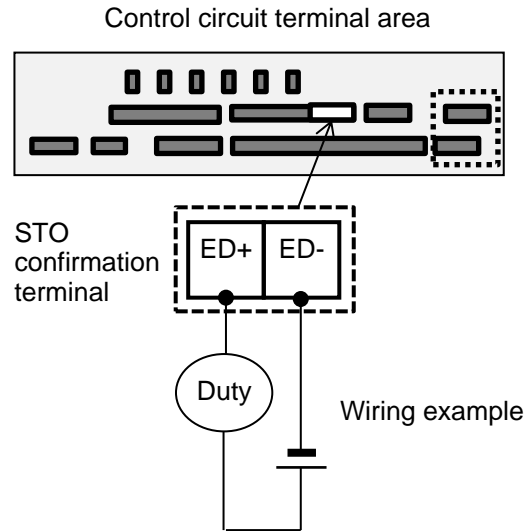 Control circuit terminal area
STO
confirmation
terminal
ED+ ED-
Duty
Wiring example